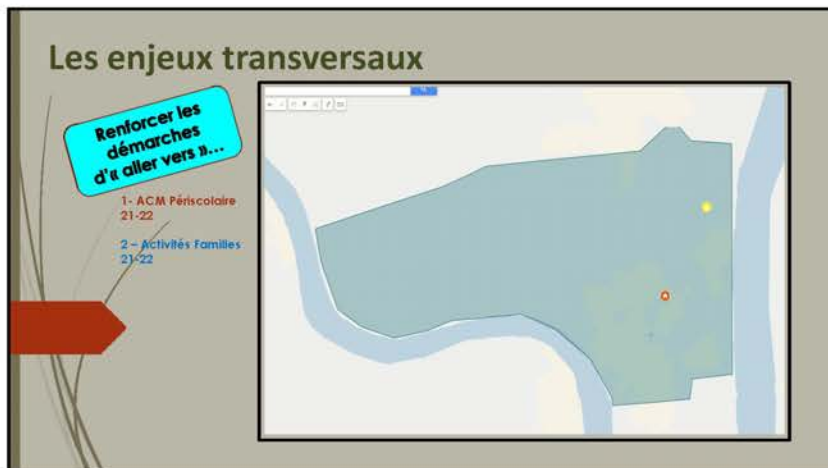 Les enjeux transversaux
Renforcer les
démarches
d'« aller vers »...
1- ACM Périscolaire
21-22
2 – Activités Familles
21-22